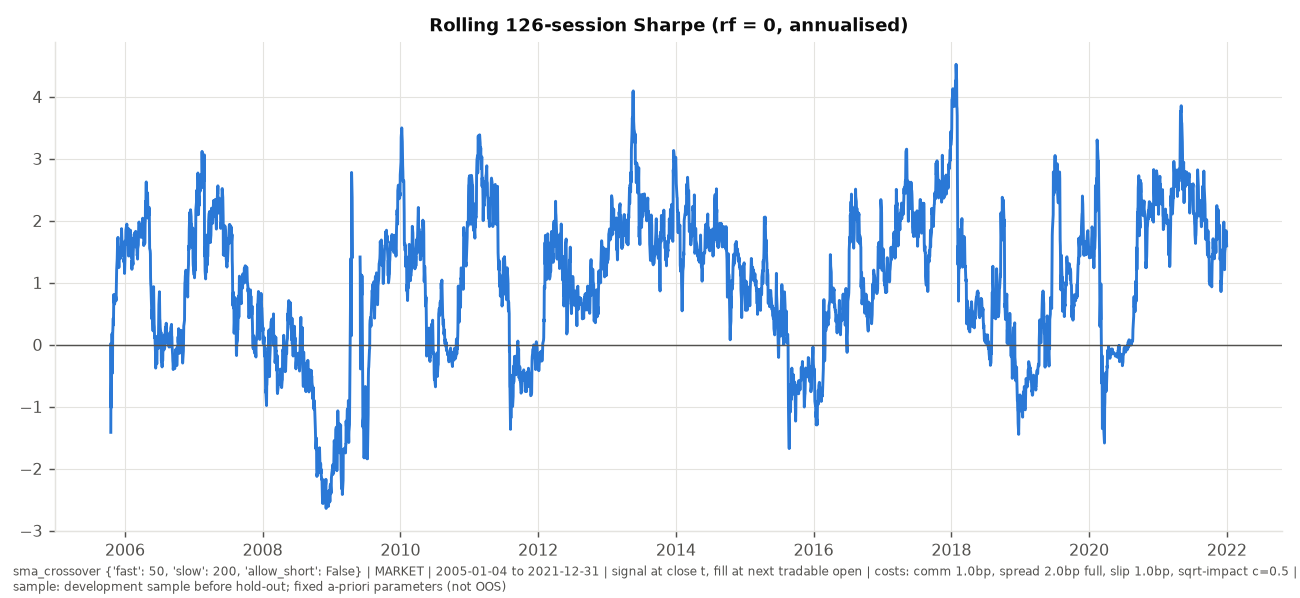 Rolling 126-session Sharpe (rf = 0, annualised)
4
3
2
1
0
−1
−2
−3
2006 2008 2010 2012 2014 2016 2018 2020 2022
sma_crossover {'fast': 50, 'slow': 200, 'allow_short': False} | MARKET | 2005-01-04 to 2021-12-31 | signal at close t, fill at next tradable open | costs: comm 1.0bp, spread 2.0bp full, slip 1.0bp, sqrt-impact c=0.5 |
sample: development sample before hold-out; fixed a-priori parameters (not OOS)